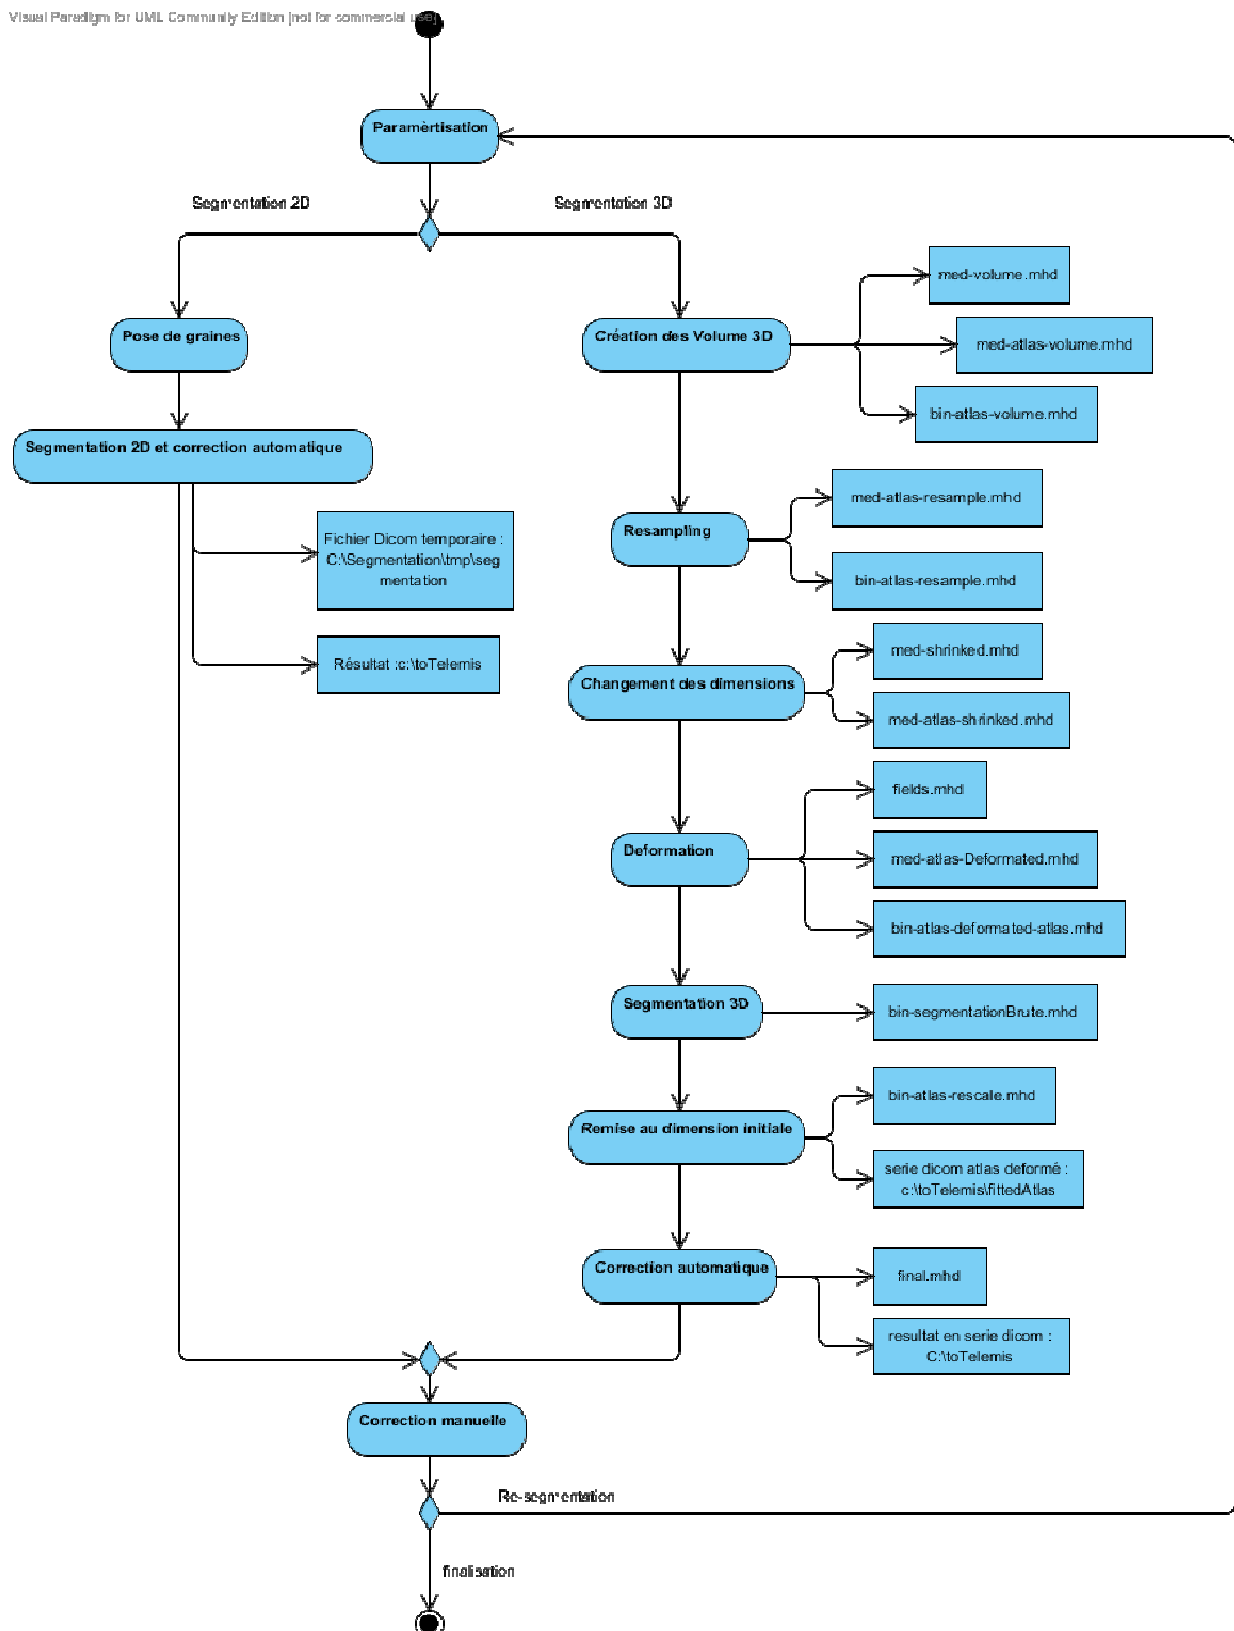 Visual Paradigm for UML Community Edition [not for commercial use]
Paramètisation
Segmentation 2D
Segmentation 3D
med-volume.mhd
Pose de graines
Création des Volume 3D
med-atlas-volume.mhd
bin-atlas-volume.mhd
Segmentation 2D et correction automatique
med-atlas-resample.mhd
Resampling
Fichier Dicom temporaire :
C:\Segmentation\tmp\seg
mentation
bin-atlas-resample.mhd
med-shrinked.mhd
Résultat :c:\toTelemis
Changement des dimensions
med-atlas-shrinked.mhd
fields.mhd
Deformation
med-atlas-Deformated.mhd
bin-atlas-deformated-atlas.mhd
Segmentation 3D
bin-segmentationBrute.mhd
bin-atlas-rescale.mhd
Remise au dimension initiale
serie dicom atlas deformé :
c:\toTelemis\fittedAtlas
Correction automatique
final.mhd
resultat en serie dicom :
C:\toTelemis
Correction manuelle
Re-segmentation
finalisation